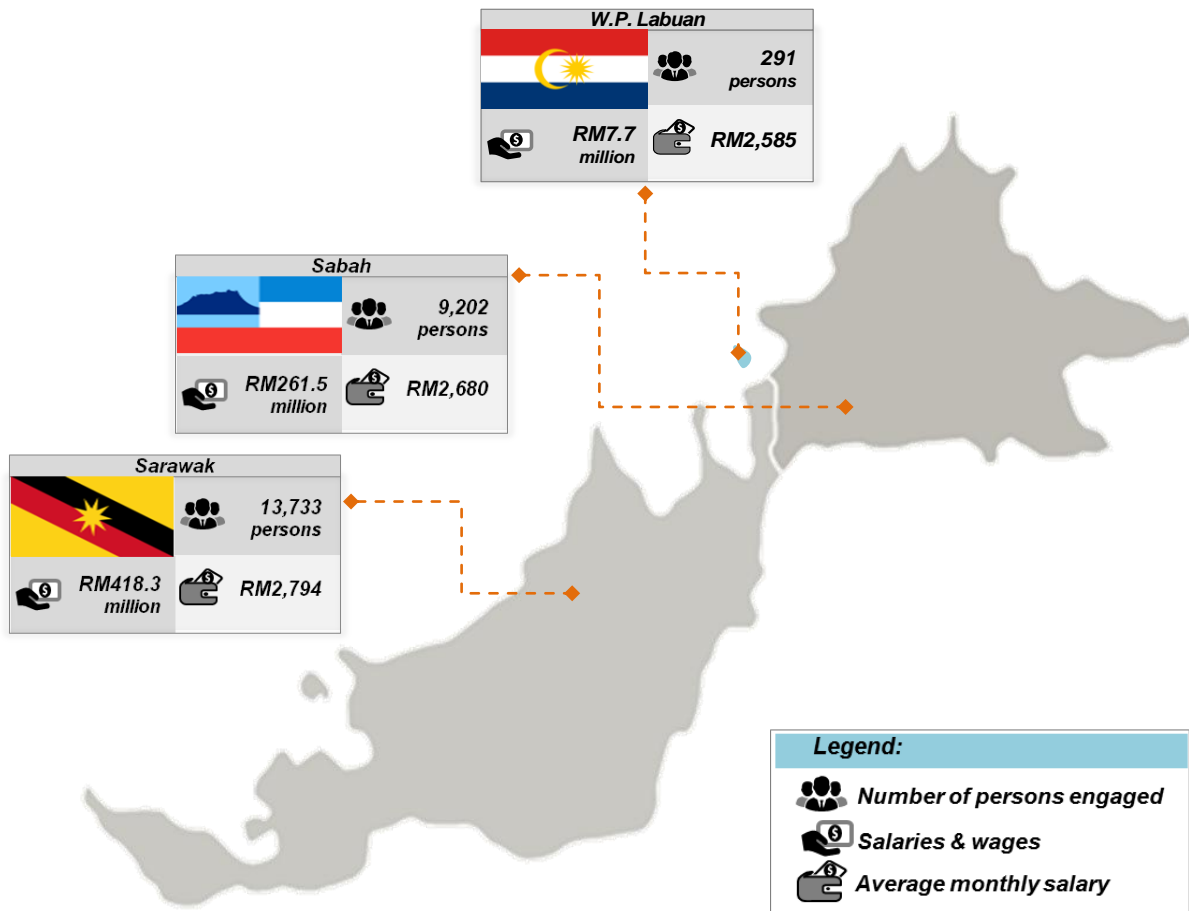 W.P. Labuan
291
persons
RM7.7
million
RM2,585
Sabah
9,202
persons
RM261.5
million
RM2,680
Sarawak
13,733
persons
RM418.3
million
RM2,794
Legend:
Number of persons engaged
Salaries & wages
Average monthly salary